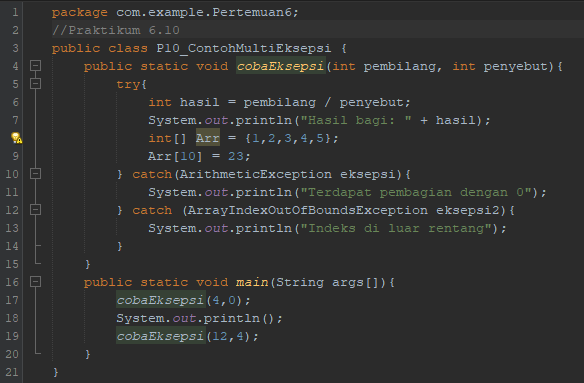 1 package com.example.Pertemuan6;
2 //Praktikum 6.10
3 public class P10_ContohMultiEksepsi {
4 public static void cobaEksepsi(int pembilang, int penyebut){
5 try{
6 int hasil = pembilang / penyebut;
7 System.out.println("Hasil bagi: " + hasil);
int[] Arr = {1,2,3,4,5};
9 Arr[10] = 23;
10 } catch(ArithmeticException eksepsi){
11 System.out.println("Terdapat pembagian dengan 0");
12 } catch (ArrayIndexOutOfBoundsException eksepsi2){
13 System.out.println("Indeks di luar rentang");
14 }
15 }
16 public static void main(String args[]){
17 cobaEksepsi(4,0);
18 System.out.println();
19 cobaEksepsi(12,4);
20 }
21 }